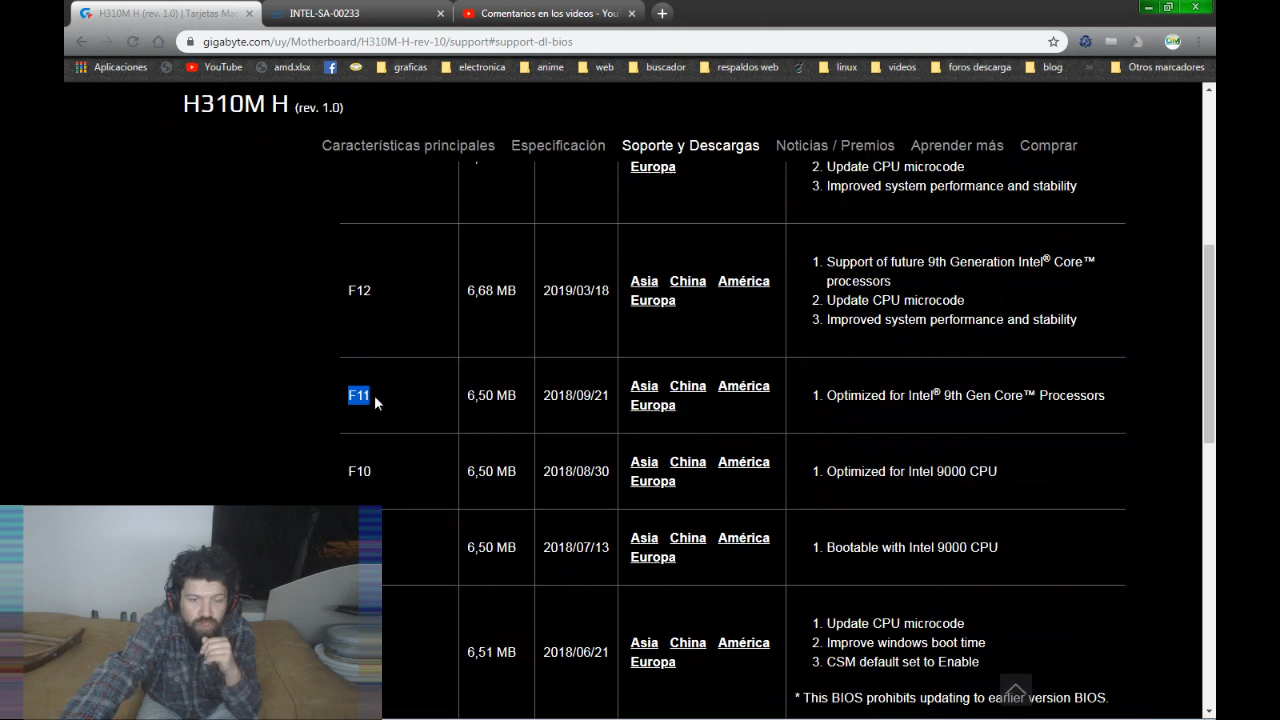 H310M H (rev. 1.0) | Tarjetas Ma
INTEL-SA-00233
Comentarios en los videos - You
gigabyte.com/uy/Motherboard/H310M-H-rev-10/support#support-dl-bios
Aplicaciones YouTube amd.xlsx graficas electronica anime web buscador respaldos web linux videos foros descarga blog » Otros marcadores
H310M H (rev. 1.0)
Características principales Especificación Soporte y Descargas Noticias / Premios Aprender más Comprar
Europa
2. Update CPU microcode
3. Improved system performance and stability
F12 6,68 MB 2019/03/18
Asia China América
Europa
1. Support of future 9th Generation Intel® Core™
processors
2. Update CPU microcode
3. Improved system performance and stability
F11 6,50 MB 2018/09/21
Asia China América
Europa
1. Optimized for Intel® 9th Gen Core™ Processors
F10 6,50 MB 2018/08/30
Asia China América
Europa
1. Optimized for Intel 9000 CPU
6,50 MB 2018/07/13
Asia China América
Europa
1. Bootable with Intel 9000 CPU
6,51 MB 2018/06/21
Asia China América
Europa
1. Update CPU microcode
2. Improve windows boot time
3. CSM default set to Enable
* This BIOS prohibits updating to earlier version BIOS.